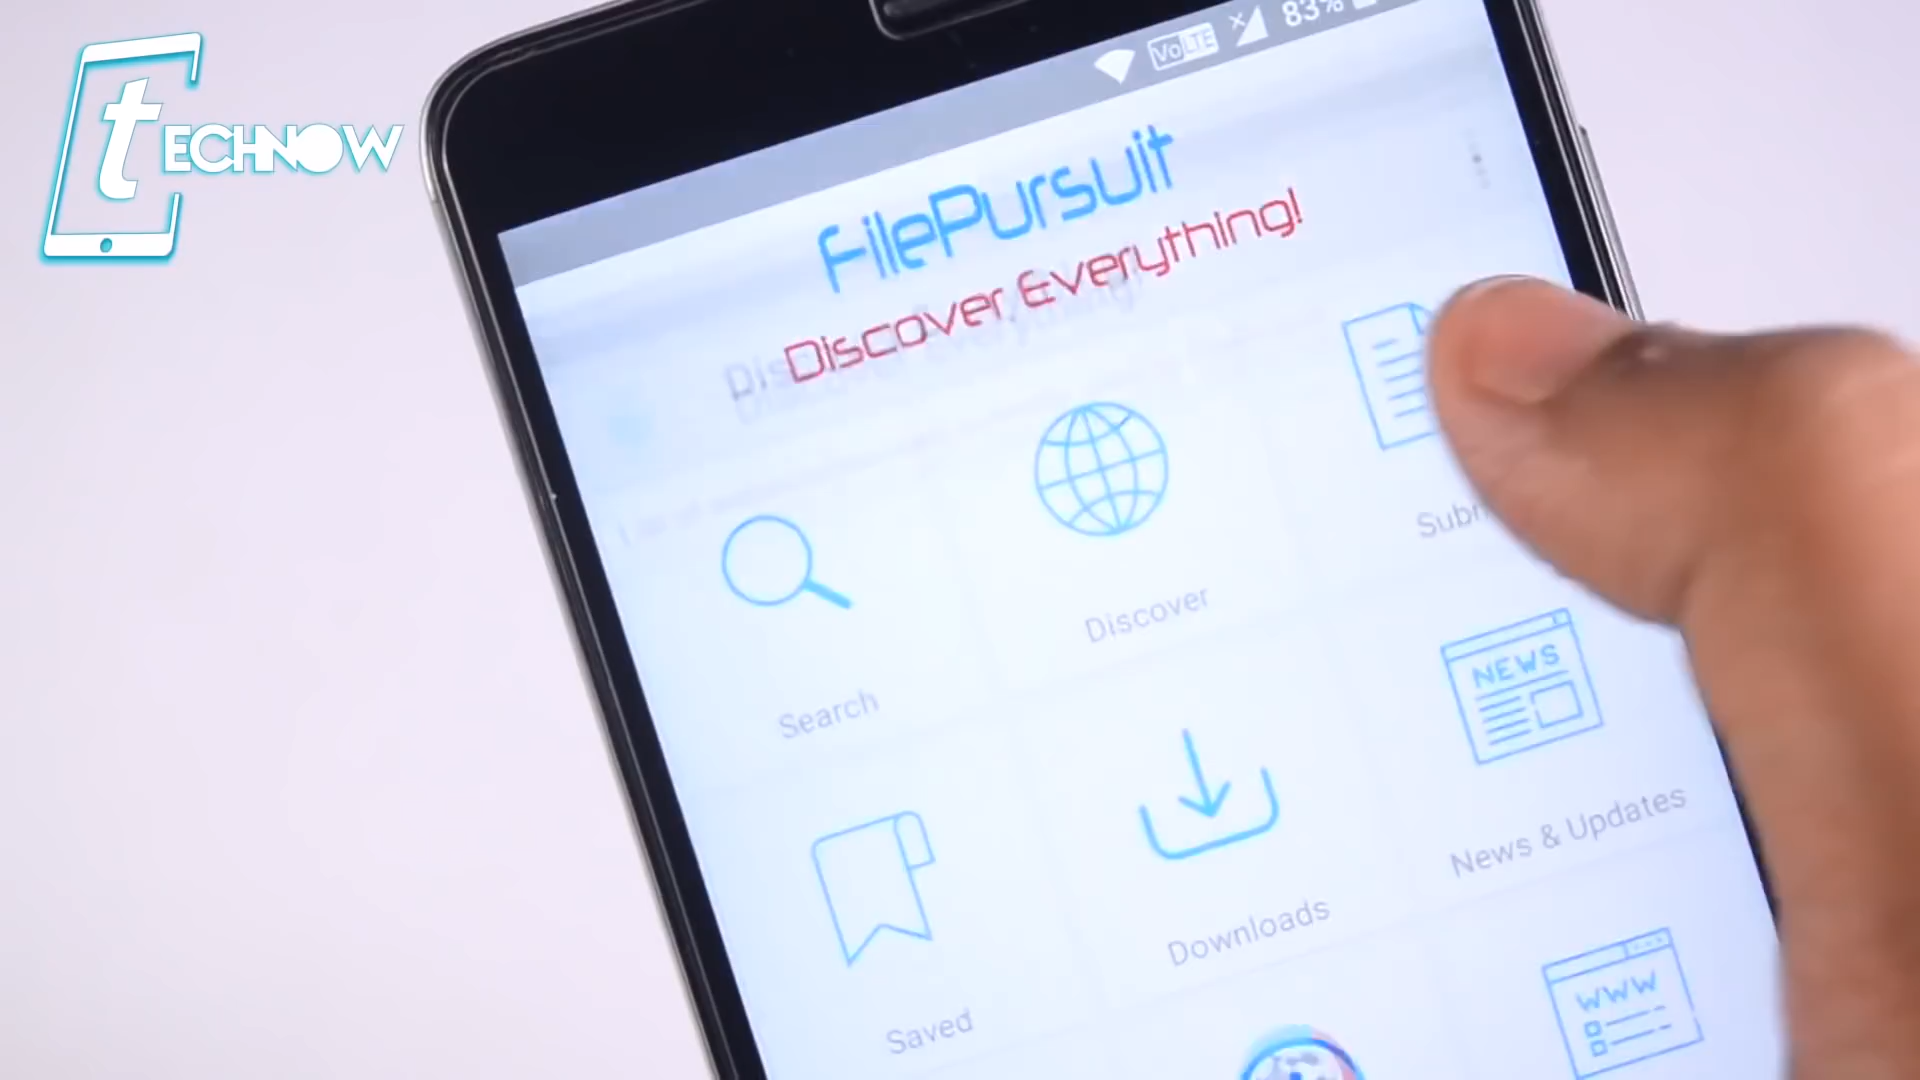 tECHNOW
VoLTE
83%
FilePursuit
Discover Everything!
Search
Discover
NEWS
Saved
Downloads
News & Updates
WWW